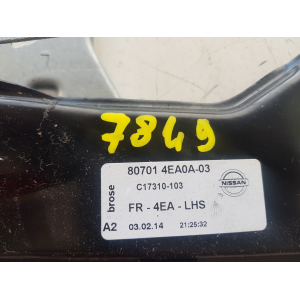 7849
80701 4EA0A-03
C17310-103
NISSAN
brose
FR - 4EA - LHS
A2 03.02.14 21:25:32